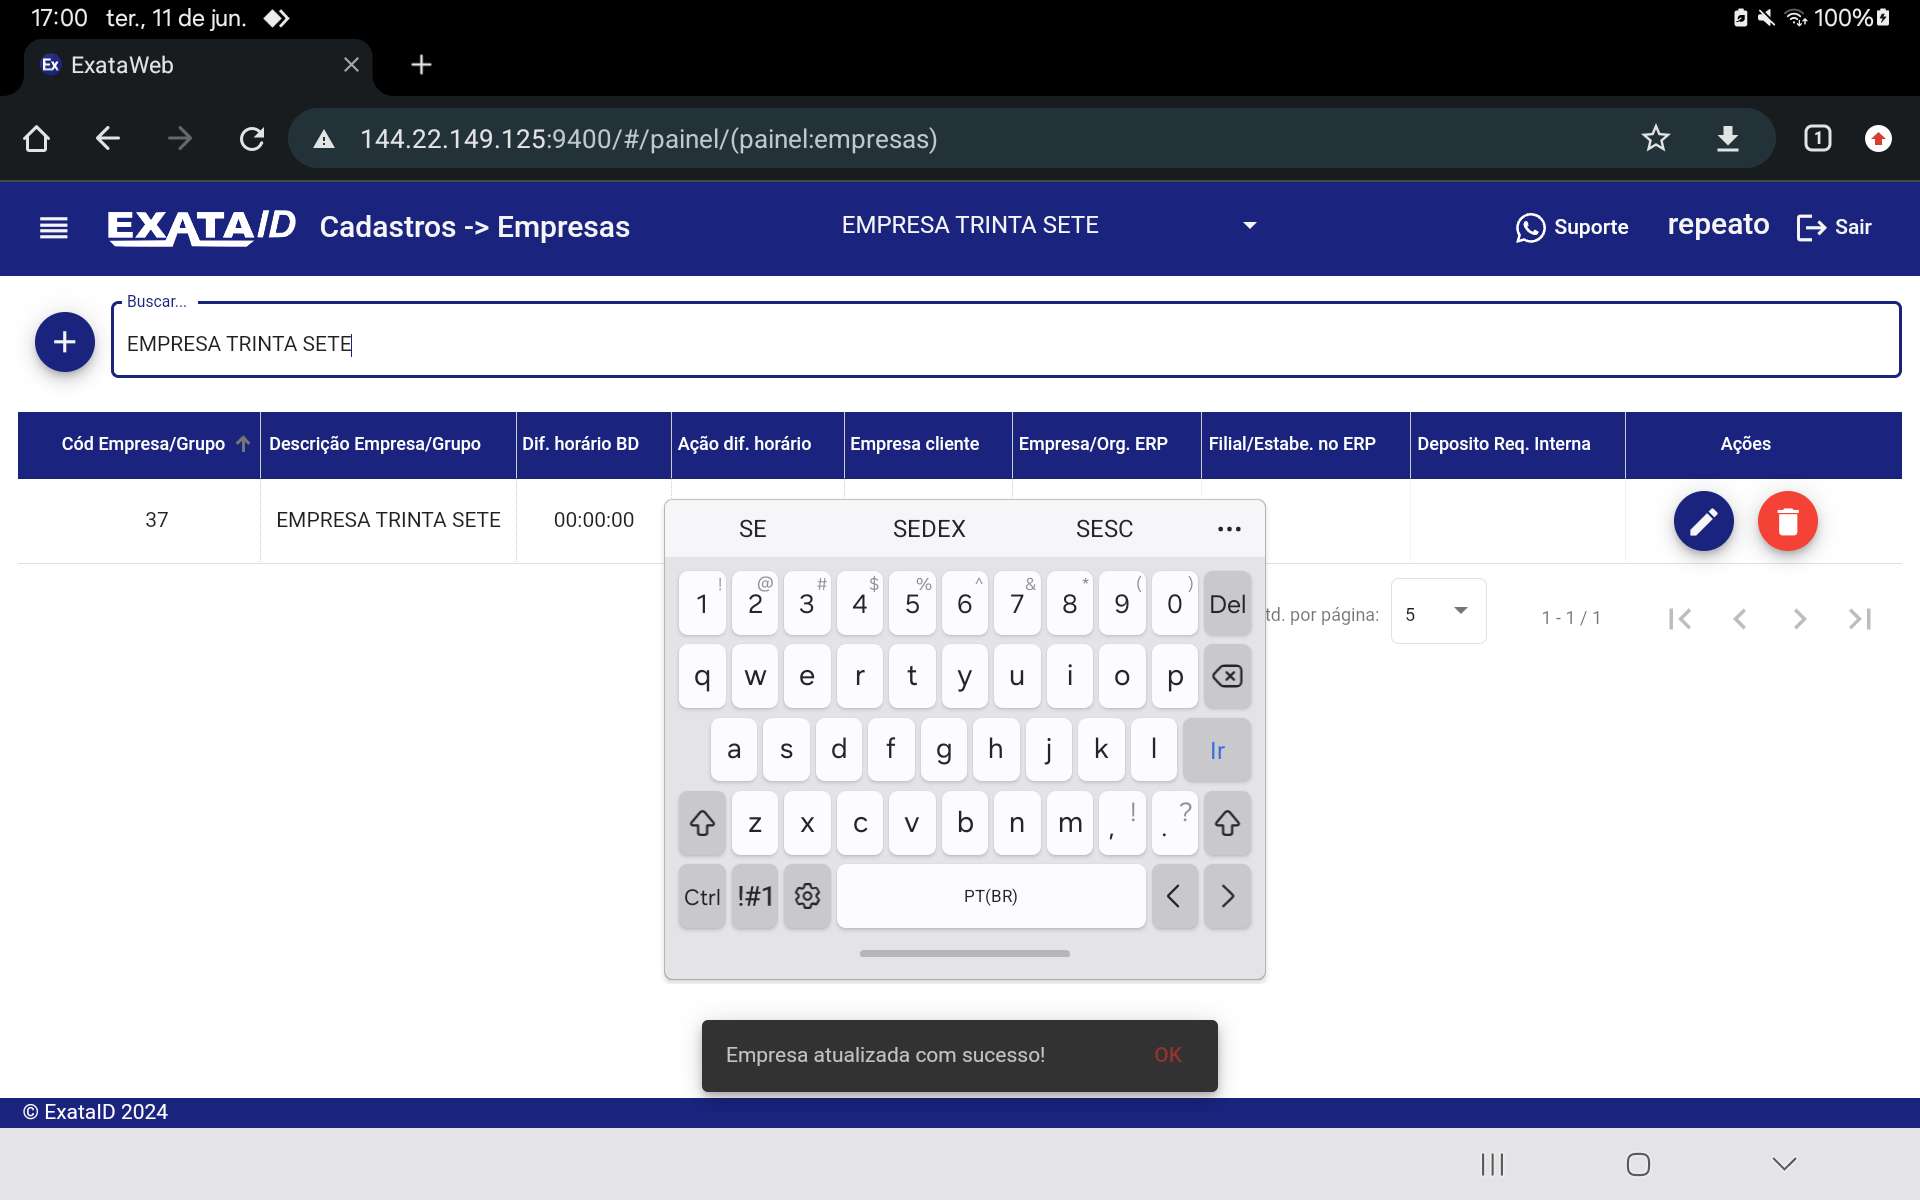 17:00 ter., 11 de jun. 100%
Ex ExataWeb
144.22.149.125:9400/#/painel/(painel:empresas) 1
EXATAID Cadastros -> Empresas EMPRESA TRINTA SETE Suporte repeato Sair
Buscar...
EMPRESA TRINTA SETE
Cód Empresa/Grupo Descrição Empresa/Grupo Dif. horário BD Ação dif. horário Empresa cliente Empresa/Org. ERP Filial/Estabe. no ERP Deposito Req. Interna Ações
37 EMPRESA TRINTA SETE 00:00:00
SE SEDEX SESC ...
! @ # $ % ^ & * ( )
1 2 3 4 5 6 7 8 9 0 Del
td. por página: 5 1 - 1 / 1
q w e r t y u i o p
a s d f g h j k l Ir
z x c v b n m , ! . ?
Ctrl !#1 PT(BR) < >
Empresa atualizada com sucesso! OK
© ExataID 2024